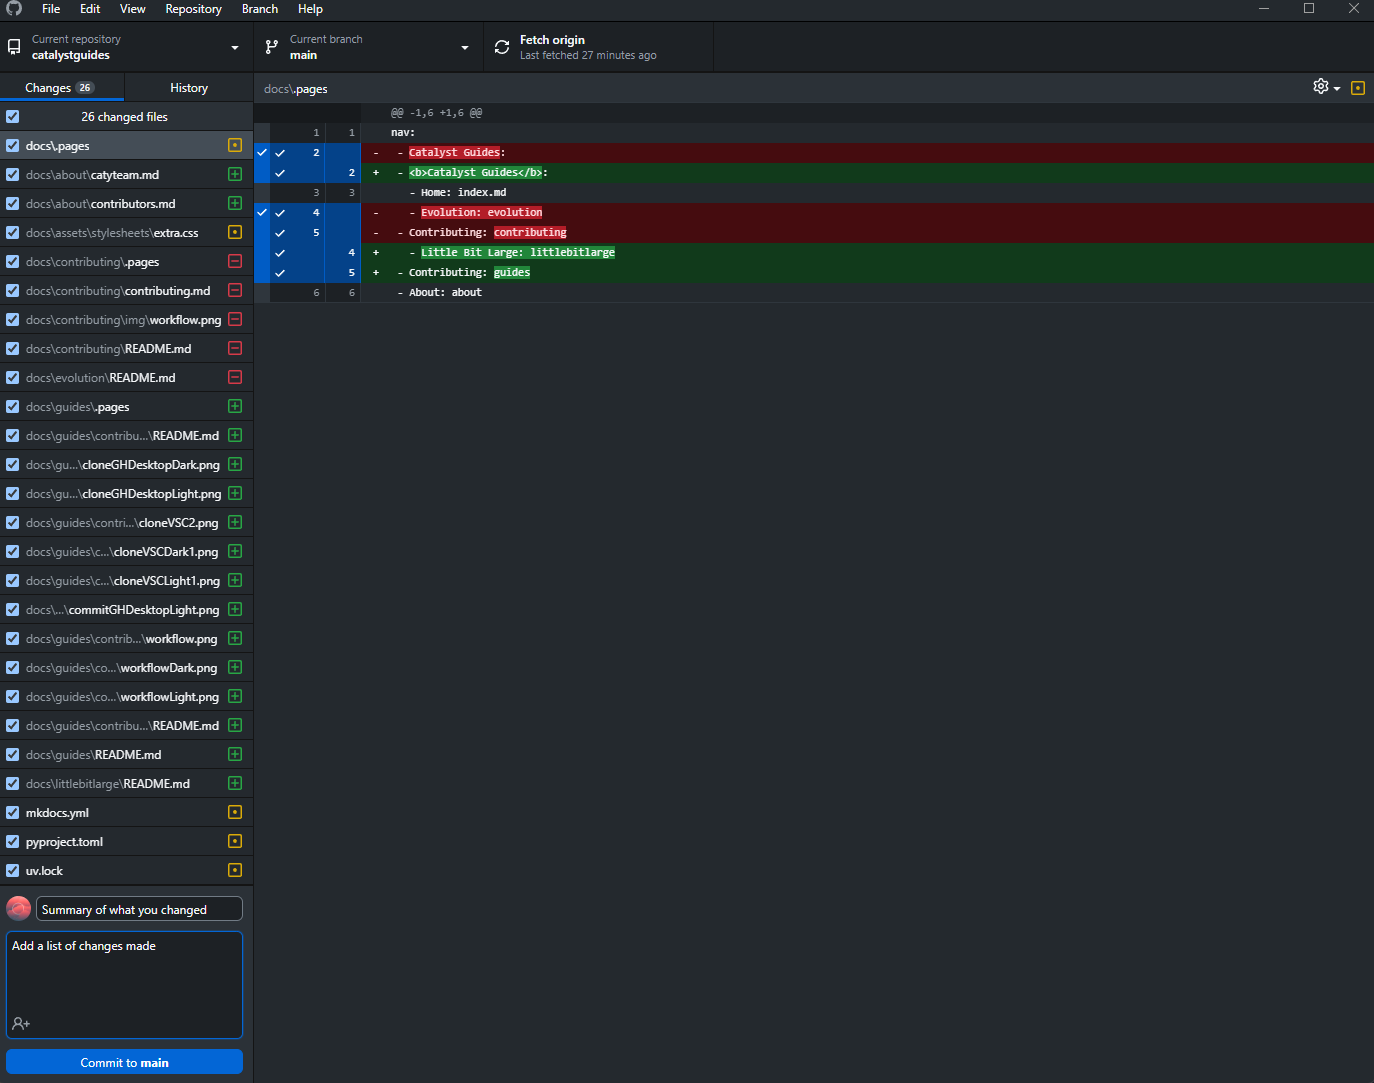 File Edit View Repository Branch Help
Current repository
catalystguides
Current branch
main
Fetch origin
Last fetched 27 minutes ago
Changes 26
History
docs\.pages
26 changed files
docs\.pages
docs\about\catyteam.md
docs\about\contributors.md
docs\assets\stylesheets\extra.css
docs\contributing\.pages
docs\contributing\contributing.md
docs\contributing\img\workflow.png
docs\contributing\README.md
docs\evolution\README.md
docs\guides\.pages
docs\guides\contribu...\README.md
docs\gu...\cloneGHDesktopDark.png
docs\gu...\cloneGHDesktopLight.png
docs\guides\contri...\cloneVSC2.png
docs\guides\c...\cloneVSCDark1.png
docs\guides\c...\cloneVSCLight1.png
docs\...\commitGHDesktopLight.png
docs\guides\contrib...\workflow.png
docs\guides\co...\workflowDark.png
docs\guides\co...\workflowLight.png
docs\guides\contribu...\README.md
docs\guides\README.md
docs\littlebitlarge\README.md
mkdocs.yml
pyproject.toml
uv.lock
Summary of what you changed
Add a list of changes made
Commit to main
@@ -1,6 +1,6 @@
1 1 nav:
2 - - Catalyst Guides:
2 + - <b>Catalyst Guides</b>:
3 3 - Home: index.md
4 - - Evolution: evolution
5 - - Contributing: contributing
4 + - Little Bit Large: littlebitlarge
5 + - Contributing: guides
6 6 - About: about